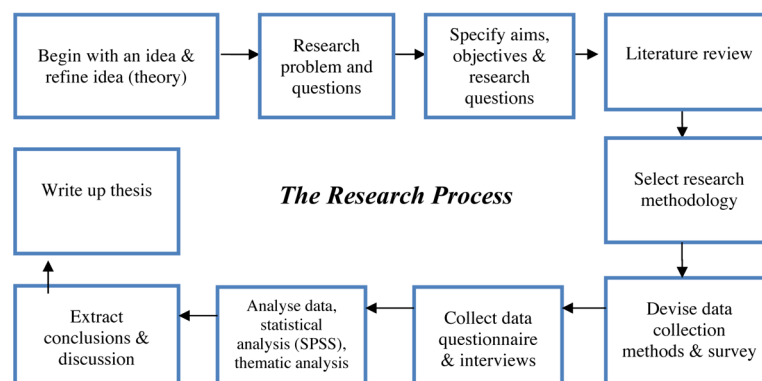 Begin with an idea &
refine idea (theory)
Research
problem and
questions
Specify aims,
objectives &
research
questions
Literature review
Select research
methodology
Devise data
collection
methods & survey
Collect data
questionnaire
& interviews
Analyse data,
statistical
analysis (SPSS),
thematic analysis
Extract
conclusions &
discussion
Write up thesis
The Research Process